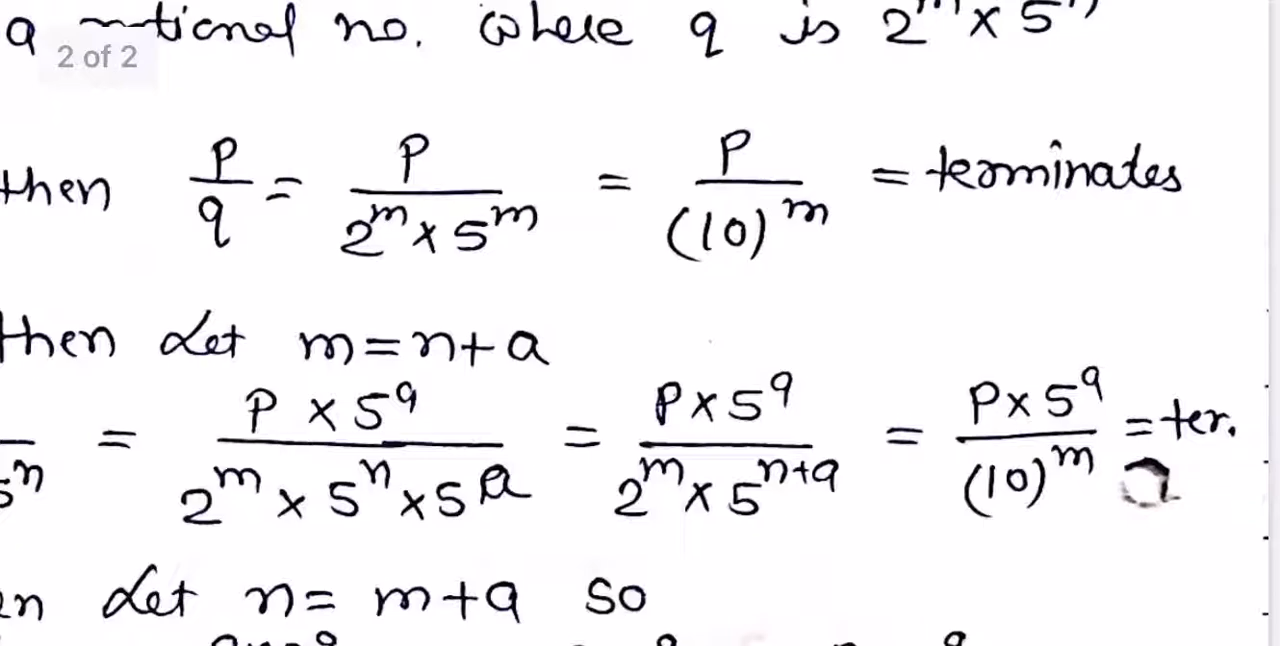 a rational no. where q is 2^m × 5^n
2 of 2
then p/q = p/(2^m × 5^m) = p/(10)^m = terminates
then Let m = n + a
= (p × 5^a)/(2^m × 5^n × 5^a) = (p × 5^a)/(2^m × 5^(n+a)) = (p × 5^a)/(10)^m = ter.
Let n = m + a so